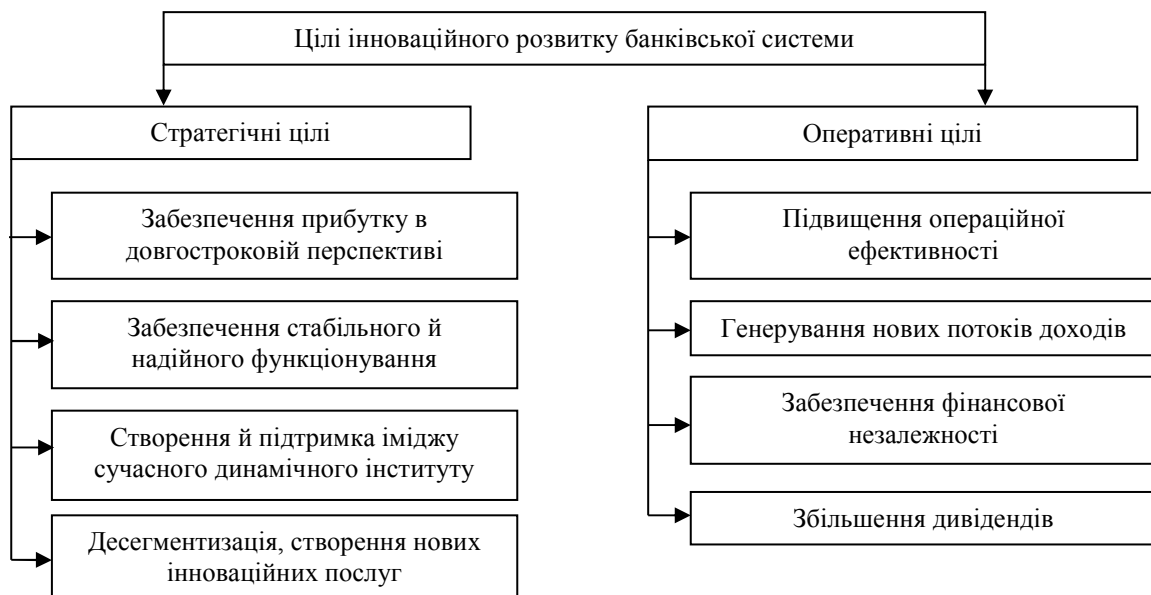 Цілі інноваційного розвитку банківської системи
Стратегічні цілі
Забезпечення прибутку в
довгостроковій перспективі
Забезпечення стабільного й
надійного функціонування
Створення й підтримка іміджу
сучасного динамічного інституту
Десегментизація, створення нових
інноваційних послуг
Оперативні цілі
Підвищення операційної
ефективності
Генерування нових потоків доходів
Забезпечення фінансової
незалежності
Збільшення дивідендів